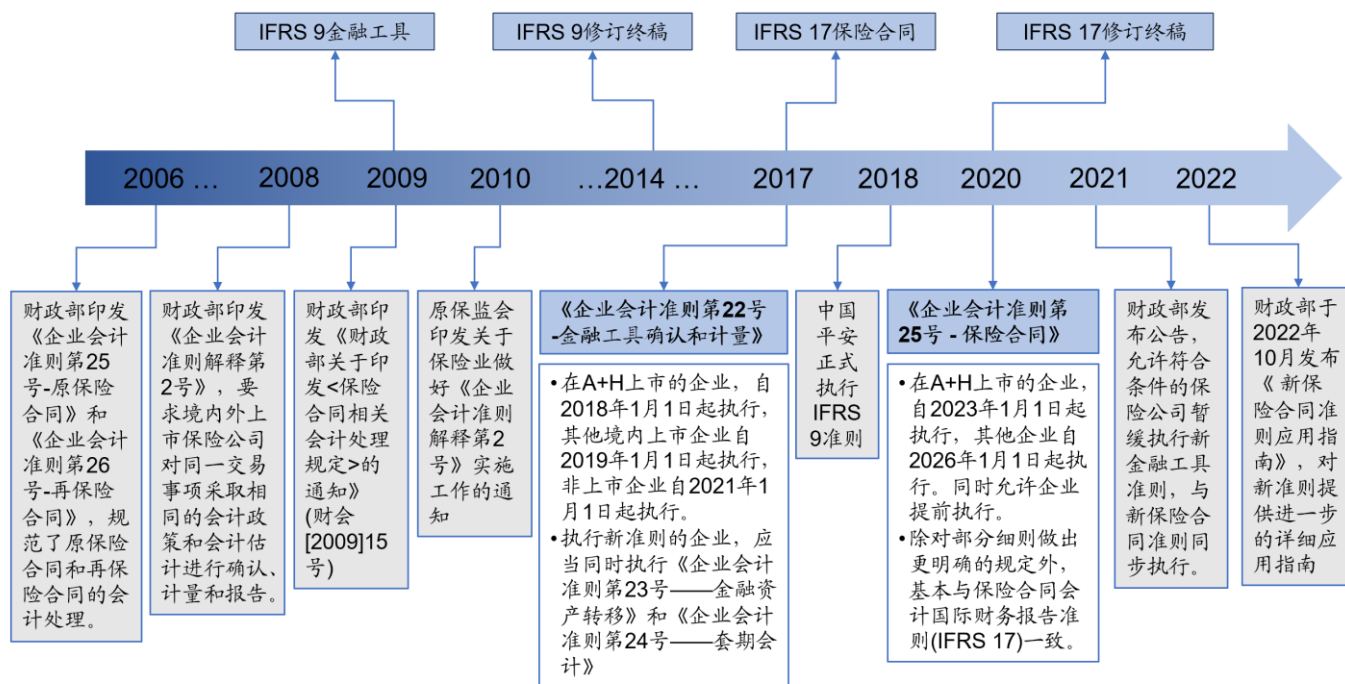 IFRS 9金融工具
IFRS 9修订终稿
IFRS 17保险合同
IFRS 17修订终稿
2006 …
2008
2009
2010
…2014 …
2017
2018
2020
2021
2022
财政部印发
《企业会计
准则第25
号-原保险
合同》和
《企业会计
准则第26
号-再保险
合同》，规
范了原保险
合同和再保
险合同的会
计处理。
财政部印发
《企业会计
准则解释第
2号》，要
求境内外上
市保险公司
对同一交易
事项采取相
同的会计政
策和会计估
计进行确认、
计量和报告。
财政部印
发《财政
部关于印
发<保险
合同相关
会计处理
规定>的
通知》
(财会
[2009]15
号)
原保监会
印发关于
保险业做
好《企业
会计准则
解释第2
号》实施
工作的通
知
《企业会计准则第22号
-金融工具确认和计量》
•在A+H上市的企业，自
2018年1月1日起执行，
其他境内上市企业自
2019年1月1日起执行，
非上市企业自2021年1
月1日起执行。
•执行新准则的企业，应
当同时执行《企业会计
准则第23号——金融资
产转移》和《企业会计
准则第24号——套期会
计》
中国
平安
正式
执行
IFRS
9准则
《企业会计准则第
25号 - 保险合同》
•在A+H上市的企业，
自2023年1月1日起
执行，其他企业自
2026年1月1日起执
行。同时允许企业
提前执行。
•除对部分细则做出
更明确的规定外，
基本与保险合同会
计国际财务报告准
则(IFRS 17)一致。
财政部发
布公告，
允许符合
条件的保
险公司暂
缓执行新
金融工具
准则，与
新保险合
同准则同
步执行。
财政部于
2022年
10月发布
《 新保
险合同准
则应用指
南》，对
新准则提
供进一步
的详细应
用指南